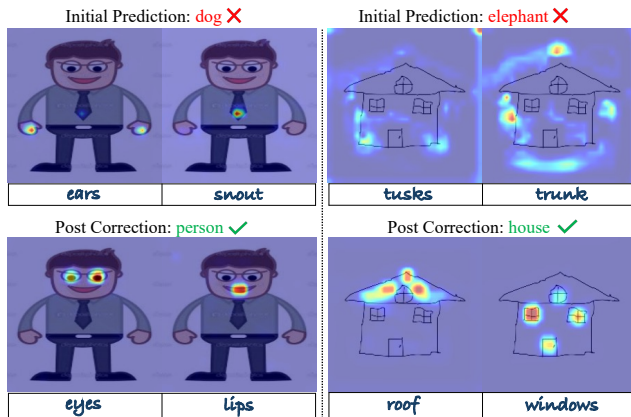 Initial Prediction: dog ✗
ears
snout
Post Correction: person ✓
eyes
lips
Initial Prediction: elephant ✗
tusks
trunk
Post Correction: house ✓
roof
windows